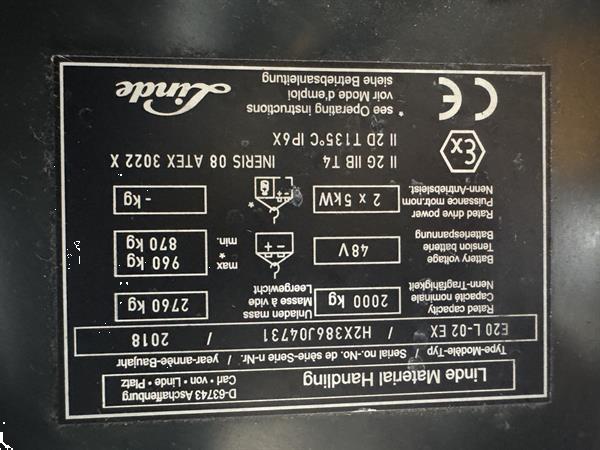 Linde Material Handling
D-63743 Aschaffenburg
Carl • von • Linde • Platz
Type-Modèle-Typ / Serial no.-No. de série-Serie-n Nr. / year-année-Baujahr
E20 L-02 EX / H2X386J04731 / 2018
Rated capacity
Capacité nominale
Nenn-Tragfähigkeit
2000 kg
Unladen mass
Masse à vide
Leergewicht
2760 kg
Battery voltage
Tension batterie
Batteriespannung
48V
- +
max
*
min.
960 kg
870 kg
Rated drive power
Puissance motr.nom
Nenn-Antriebsleist.
2 x 5 kW
- +
*
-kg
Ex
II 2G IIB T4 INERIS 08 ATEX 3022 X
II 2D T135°C IP6X
CE
* see Operating instructions
voir Mode d'emploi
siehe Betriebsanleitung
Linde